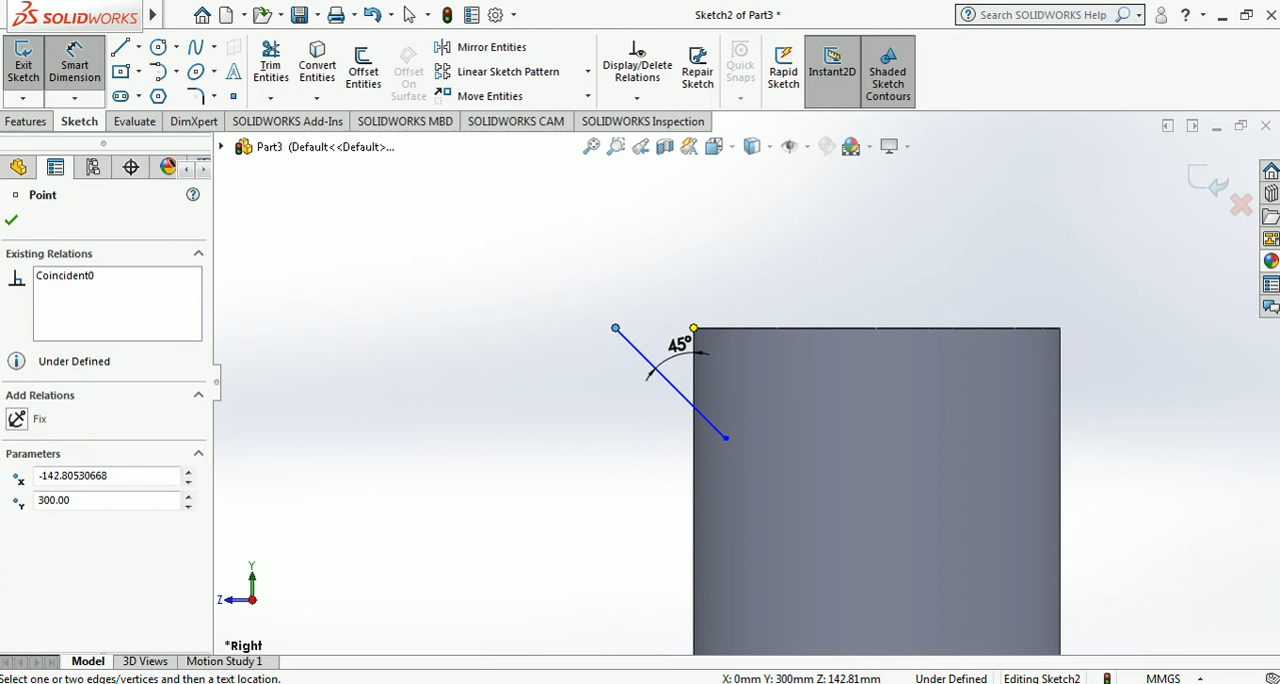 SOLIDWORKS
Sketch2 of Part3 *
Search SOLIDWORKS Help
Exit Sketch
Smart Dimension
Trim Entities
Convert Entities
Offset Entities
Offset On Surface
Mirror Entities
Linear Sketch Pattern
Move Entities
Display/Delete Relations
Repair Sketch
Quick Snaps
Rapid Sketch
Instant2D
Shaded Sketch Contours
Features
Sketch
Evaluate
DimXpert
SOLIDWORKS Add-Ins
SOLIDWORKS MBD
SOLIDWORKS CAM
SOLIDWORKS Inspection
Part3 (Default<<Default>...
Point
Existing Relations
Coincident0
Under Defined
Add Relations
Fix
Parameters
x -142.80530668
Y 300.00
45°
Y
Z
*Right
Model
3D Views
Motion Study 1
Select one or two edges/vertices and then a text location.
X: 0mm Y: 300mm Z: 142.81mm
Under Defined
Editing Sketch2
MMGS